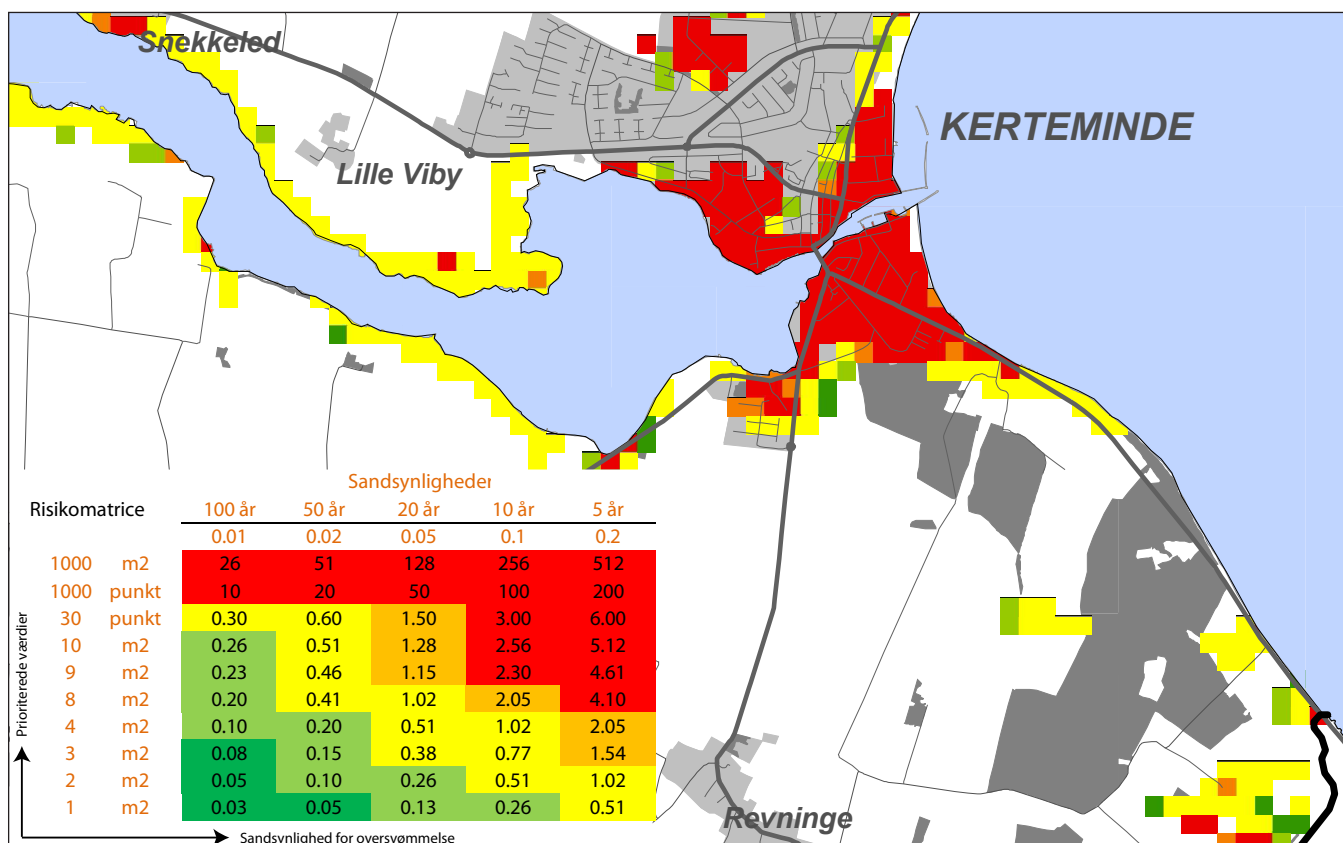 Snekkeled
KERTEMINDE
Lille Viby
Sandsynligheder
Risikomatrice 100 år 50 år 20 år 10 år 5 år
0.01 0.02 0.05 0.1 0.2
1000 m2 26 51 128 256 512
1000 punkt 10 20 50 100 200
30 punkt 0.30 0.60 1.50 3.00 6.00
10 m2 0.26 0.51 1.28 2.56 5.12
9 m2 0.23 0.46 1.15 2.30 4.61
8 m2 0.20 0.41 1.02 2.05 4.10
4 m2 0.10 0.20 0.51 1.02 2.05
3 m2 0.08 0.15 0.38 0.77 1.54
2 m2 0.05 0.10 0.26 0.51 1.02
1 m2 0.03 0.05 0.13 0.26 0.51
Prioriterede værdier
Sandsynlighed for oversvømmelse
Revninge